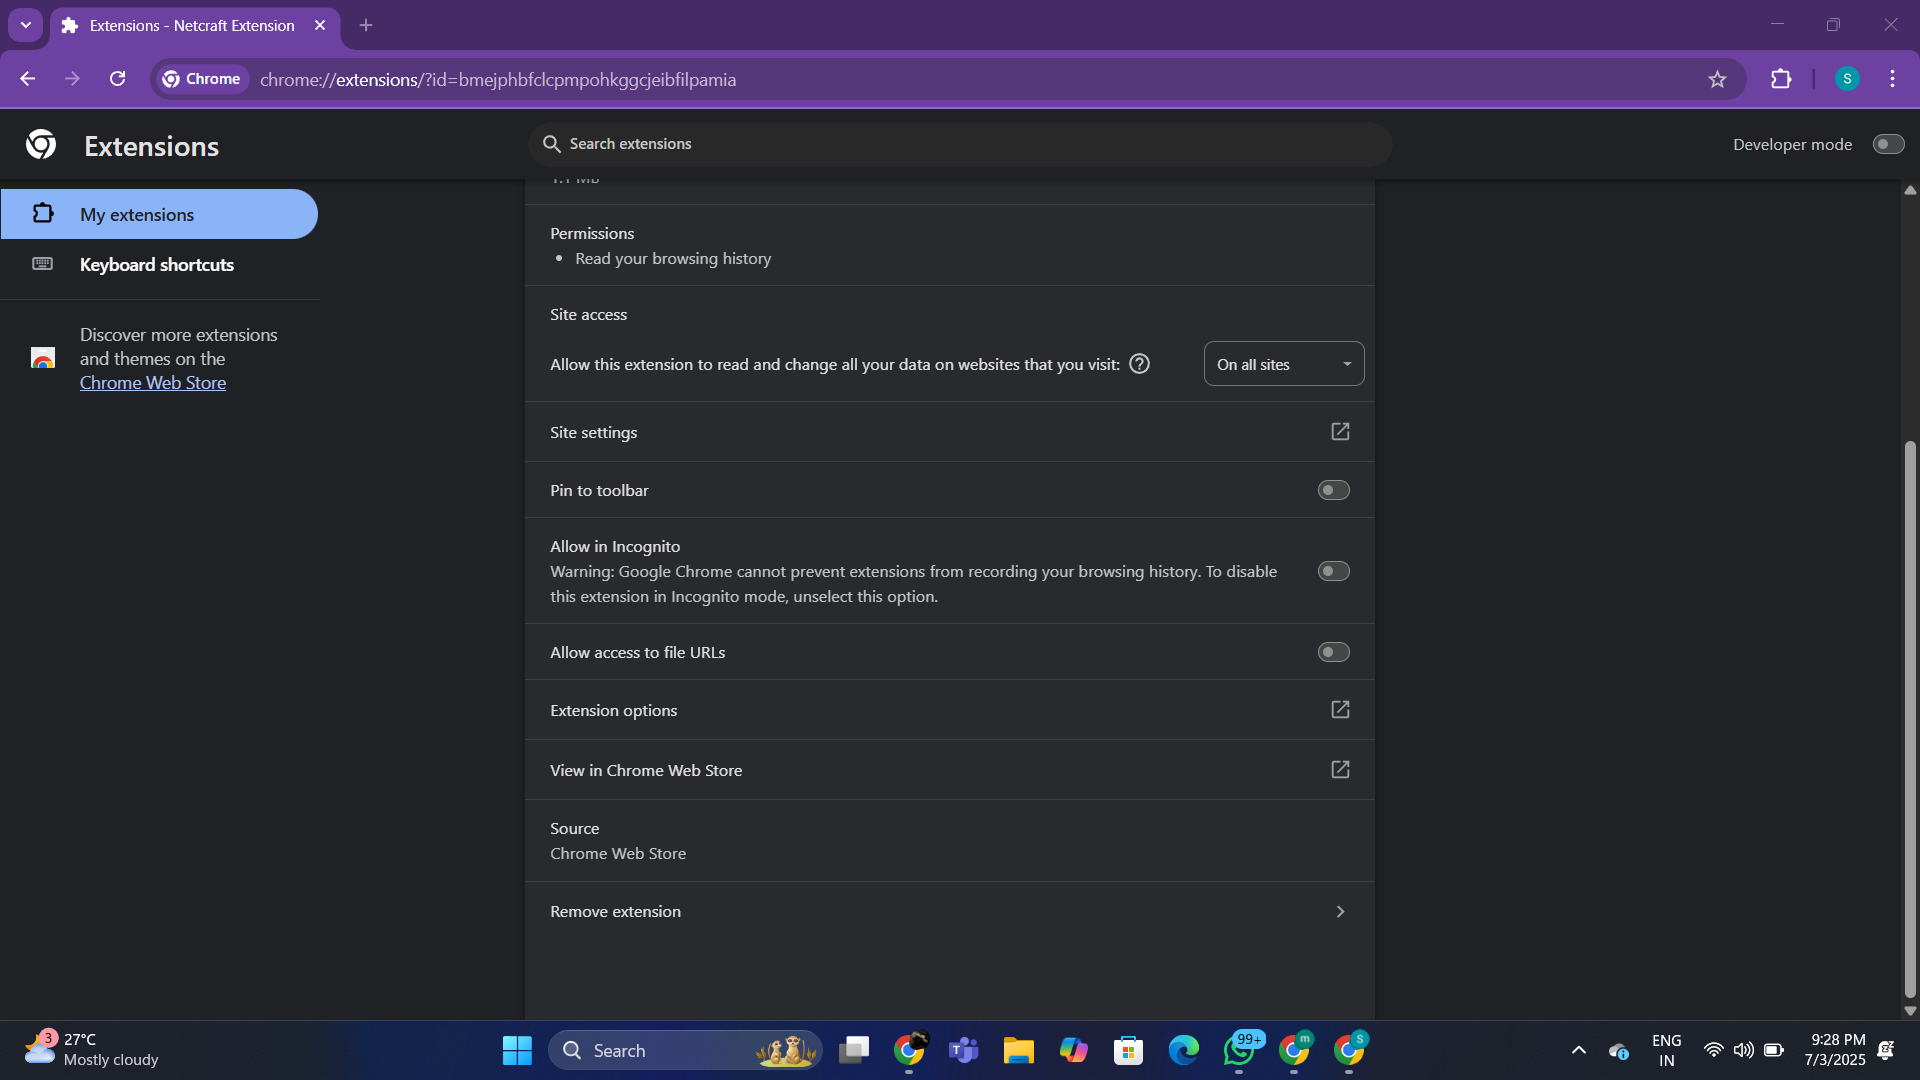 Extensions - Netcraft Extension
Chrome
chrome://extensions/?id=bmejphbfclcpmpohkggcjeibfilpamia
S
Extensions
Search extensions
Developer mode
My extensions
Keyboard shortcuts
Discover more extensions
and themes on the
Chrome Web Store
1.1 MB
Permissions
• Read your browsing history
Site access
Allow this extension to read and change all your data on websites that you visit:
On all sites
Site settings
Pin to toolbar
Allow in Incognito
Warning: Google Chrome cannot prevent extensions from recording your browsing history. To disable
this extension in Incognito mode, unselect this option.
Allow access to file URLs
Extension options
View in Chrome Web Store
Source
Chrome Web Store
Remove extension
3
27°C
Mostly cloudy
Search
99+
m
S
ENG
IN
9:28 PM
7/3/2025